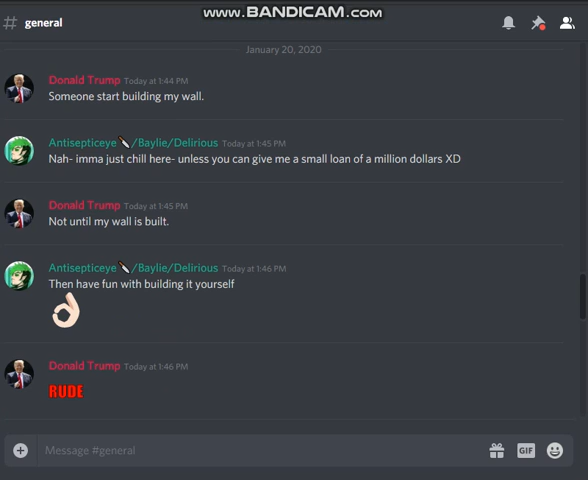 www.BANDICAM.com
# general
January 20, 2020
Donald Trump Today at 1:44 PM
Someone start building my wall.
Antisepticeye🔪/Baylie/Delirious Today at 1:45 PM
Nah- imma just chill here- unless you can give me a small loan of a million dollars XD
Donald Trump Today at 1:45 PM
Not until my wall is built.
Antisepticeye🔪/Baylie/Delirious Today at 1:46 PM
Then have fun with building it yourself
👌🏻
Donald Trump Today at 1:46 PM
RUDE
Message #general
GIF